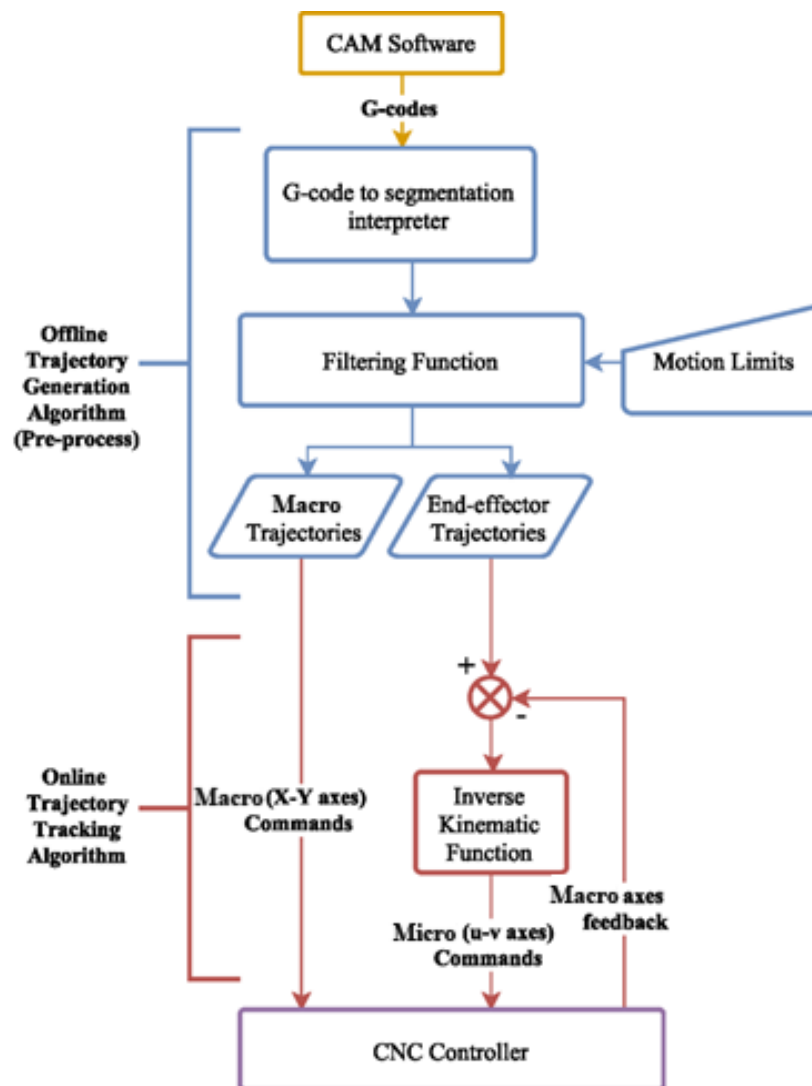 CAM Software
G-codes
G-code to segmentation
interpreter
Offline
Trajectory
Generation
Algorithm
(Pre-process)
Filtering Function
Motion Limits
Macro
Trajectories
End-effector
Trajectories
+
-
Online
Trajectory
Tracking
Algorithm
Macro (X-Y axes)
Commands
Inverse
Kinematic
Function
Macro axes
feedback
Micro (u-v axes)
Commands
CNC Controller